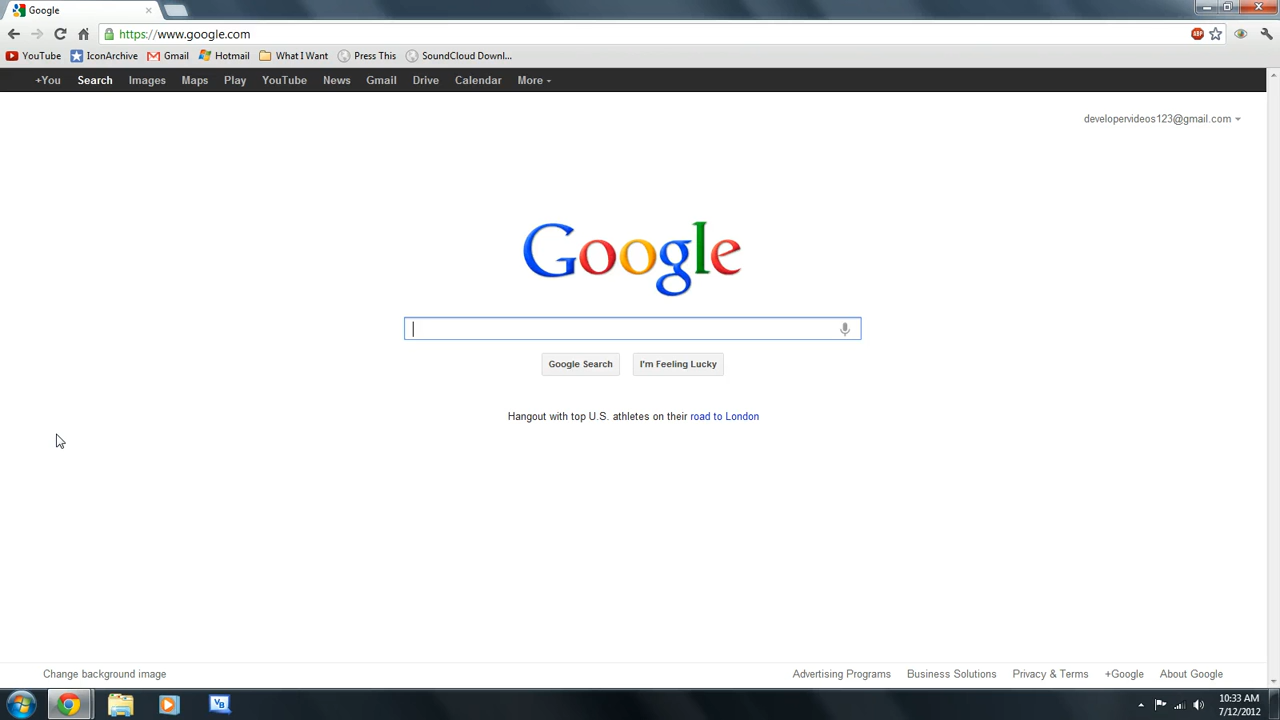 Google
https://www.google.com
YouTube IconArchive Gmail Hotmail What I Want Press This SoundCloud Downl...
+You Search Images Maps Play YouTube News Gmail Drive Calendar More
developervideos123@gmail.com
Google
Google Search I'm Feeling Lucky
Hangout with top U.S. athletes on their road to London
Change background image Advertising Programs Business Solutions Privacy & Terms +Google About Google
10:33 AM
7/12/2012